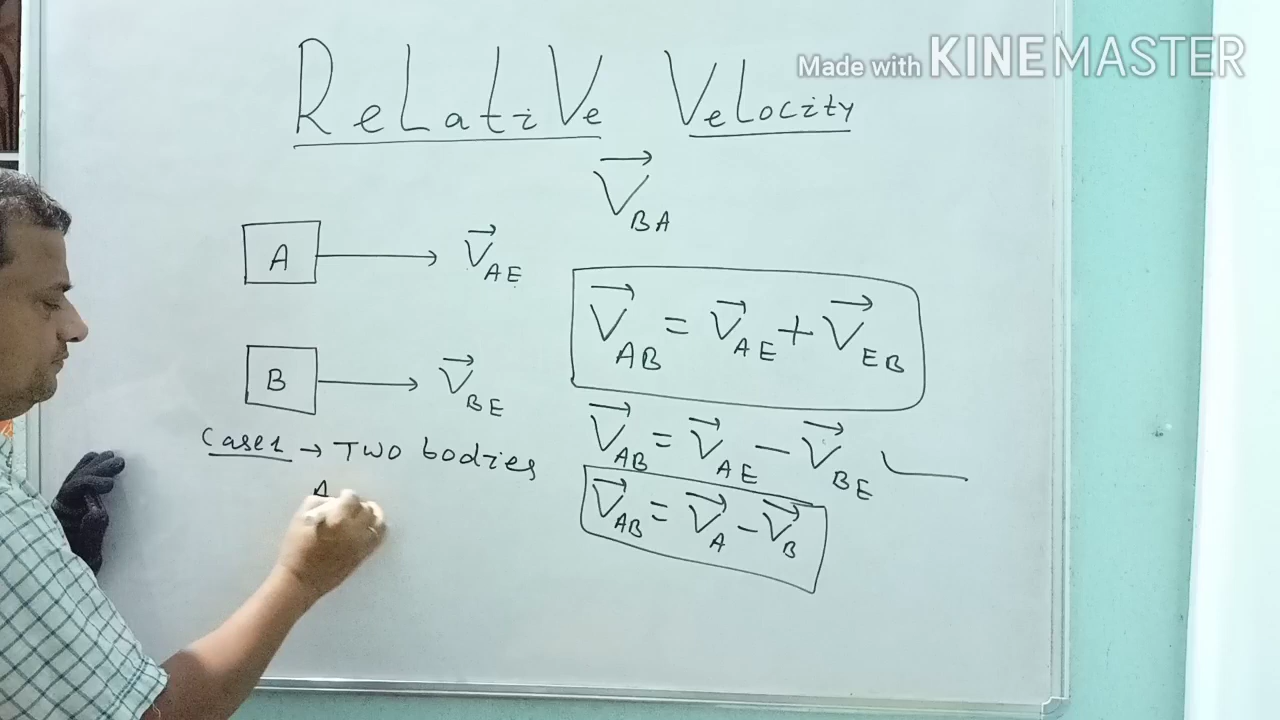 Made with KINEMASTER
RelatiVe Velocity
V⃗BA
A → V⃗AE
V⃗AB = V⃗AE + V⃗EB
B → V⃗BE
V⃗AB = V⃗AE − V⃗BE
Case1 → Two bodies
A
V⃗AB = V⃗A − V⃗B